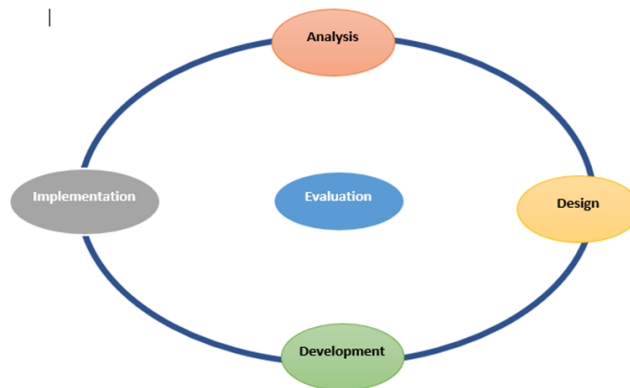 Analysis
Implementation
Evaluation
Design
Development